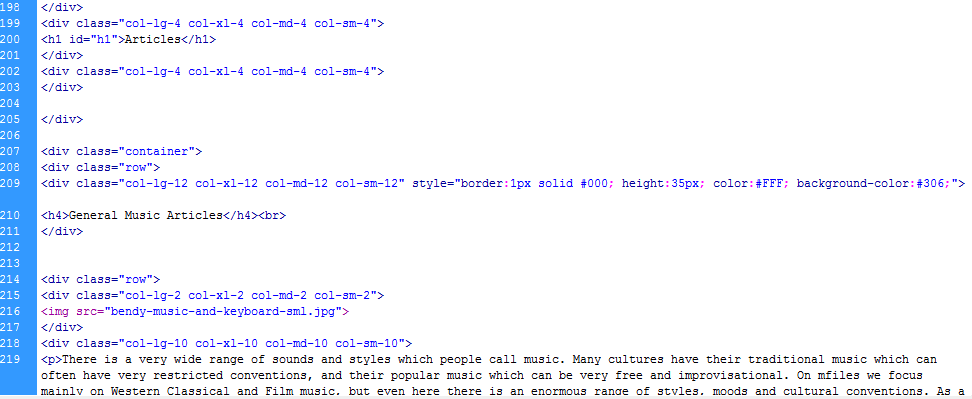 198 </div>
199 <div class="col-lg-4 col-xl-4 col-md-4 col-sm-4">
200 <h1 id="h1">Articles</h1>
201 </div>
202 <div class="col-lg-4 col-xl-4 col-md-4 col-sm-4">
203 </div>
204
205 </div>
206
207 <div class="container">
208 <div class="row">
209 <div class="col-lg-12 col-xl-12 col-md-12 col-sm-12" style="border:1px solid #000; height:35px; color:#FFF; background-color:#306;">
210 <h4>General Music Articles</h4><br>
211 </div>
212
213
214 <div class="row">
215 <div class="col-lg-2 col-xl-2 col-md-2 col-sm-2">
216 <img src="bendy-music-and-keyboard-sml.jpg">
217 </div>
218 <div class="col-lg-10 col-xl-10 col-md-10 col-sm-10">
219 <p>There is a very wide range of sounds and styles which people call music. Many cultures have their traditional music which can
often have very restricted conventions, and their popular music which can be very free and improvisational. On mfiles we focus
mainly on Western Classical and Film music, but even here there is an enormous range of styles, moods and cultural conventions. As a